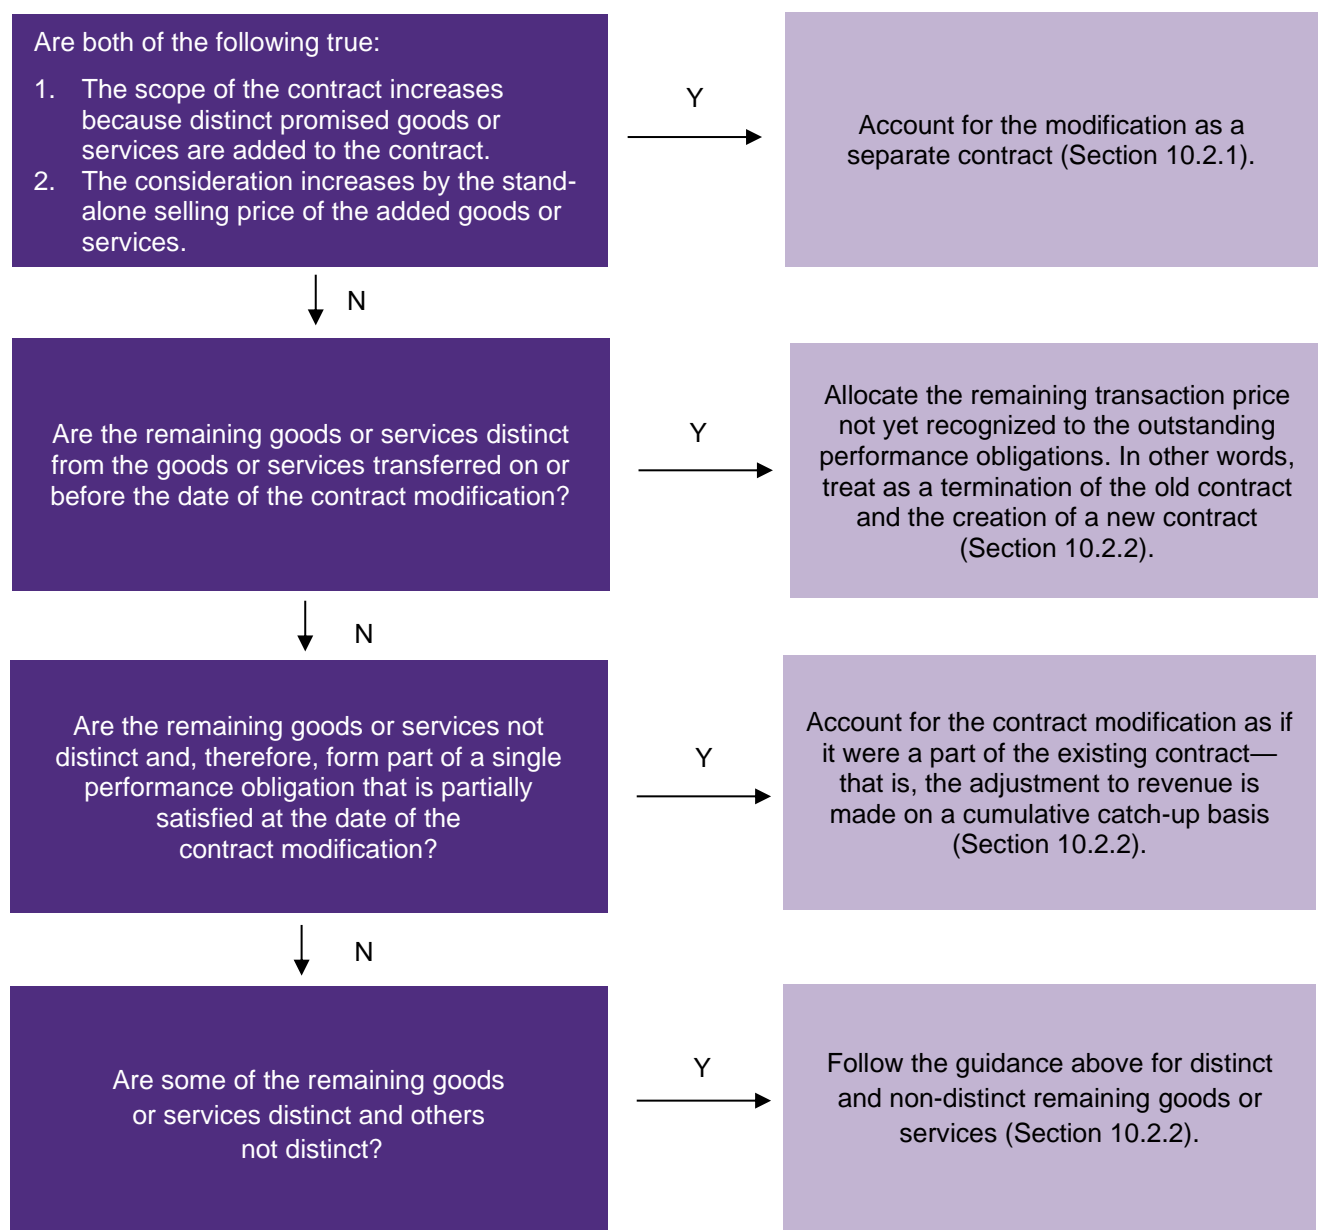 Are both of the following true:
1. The scope of the contract increases
because distinct promised goods or
services are added to the contract.
2. The consideration increases by the stand-
alone selling price of the added goods or
services.
Y
Account for the modification as a
separate contract (Section 10.2.1).
N
Are the remaining goods or services distinct
from the goods or services transferred on or
before the date of the contract modification?
Y
Allocate the remaining transaction price
not yet recognized to the outstanding
performance obligations. In other words,
treat as a termination of the old contract
and the creation of a new contract
(Section 10.2.2).
N
Are the remaining goods or services not
distinct and, therefore, form part of a single
performance obligation that is partially
satisfied at the date of the
contract modification?
Y
Account for the contract modification as if
it were a part of the existing contract—
that is, the adjustment to revenue is
made on a cumulative catch-up basis
(Section 10.2.2).
N
Are some of the remaining goods
or services distinct and others
not distinct?
Y
Follow the guidance above for distinct
and non-distinct remaining goods or
services (Section 10.2.2).